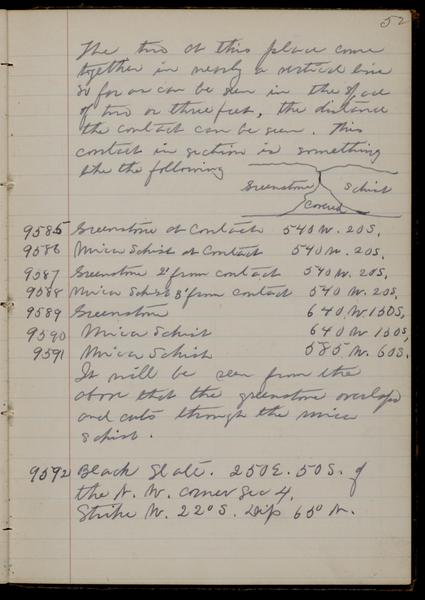 52
The two at this place come
together in nearly a vertical line
so far as can be seen in the space
of two or three feet, the distance
the contact can be seen. This
contact in section is something
like the following
Greenstone Schist
Covered
9585 Greenstone at Contact 540 W. 20 S.
9586 Mica Schist at Contact 540 W. 20 S.
9587 Greenstone 2' from contact 540 W. 20 S.
9588 Mica Schist 8' from contact 540 W. 20 S.
9589 Greenstone 640 W 150 S.
9590 Mica Schist 640 W 150 S.
9591 Mica Schist 585 W. 60 S.
It will be seen from the
above that the greenstone overlaps
and cuts through the mica
schist.
9592 Black Slate. 250 E. 50 S. of
the N. W. corner Sec 4.
Strike W. 22° S. Dip 65° N.